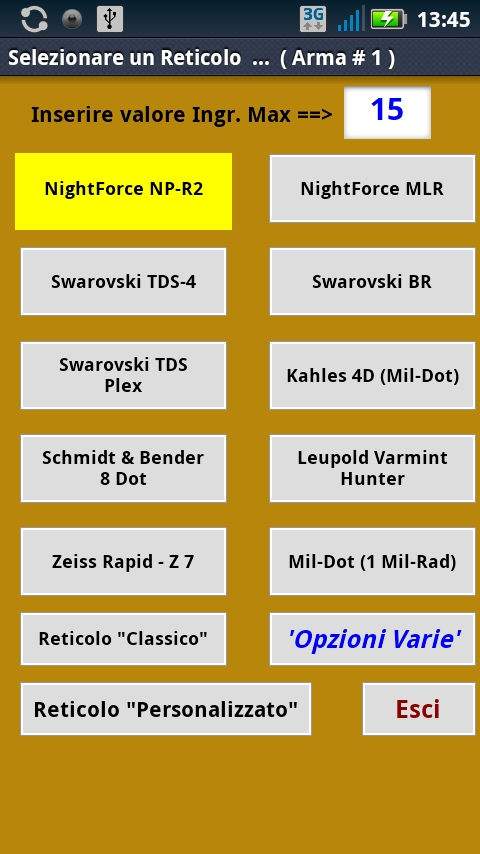 3G
13:45
Selezionare un Reticolo ... ( Arma # 1 )
Inserire valore Ingr. Max ==> 15
NightForce NP-R2
NightForce MLR
Swarovski TDS-4
Swarovski BR
Swarovski TDS
Plex
Kahles 4D (Mil-Dot)
Schmidt & Bender
8 Dot
Leupold Varmint
Hunter
Zeiss Rapid - Z 7
Mil-Dot (1 Mil-Rad)
Reticolo "Classico"
'Opzioni Varie'
Reticolo "Personalizzato"
Esci